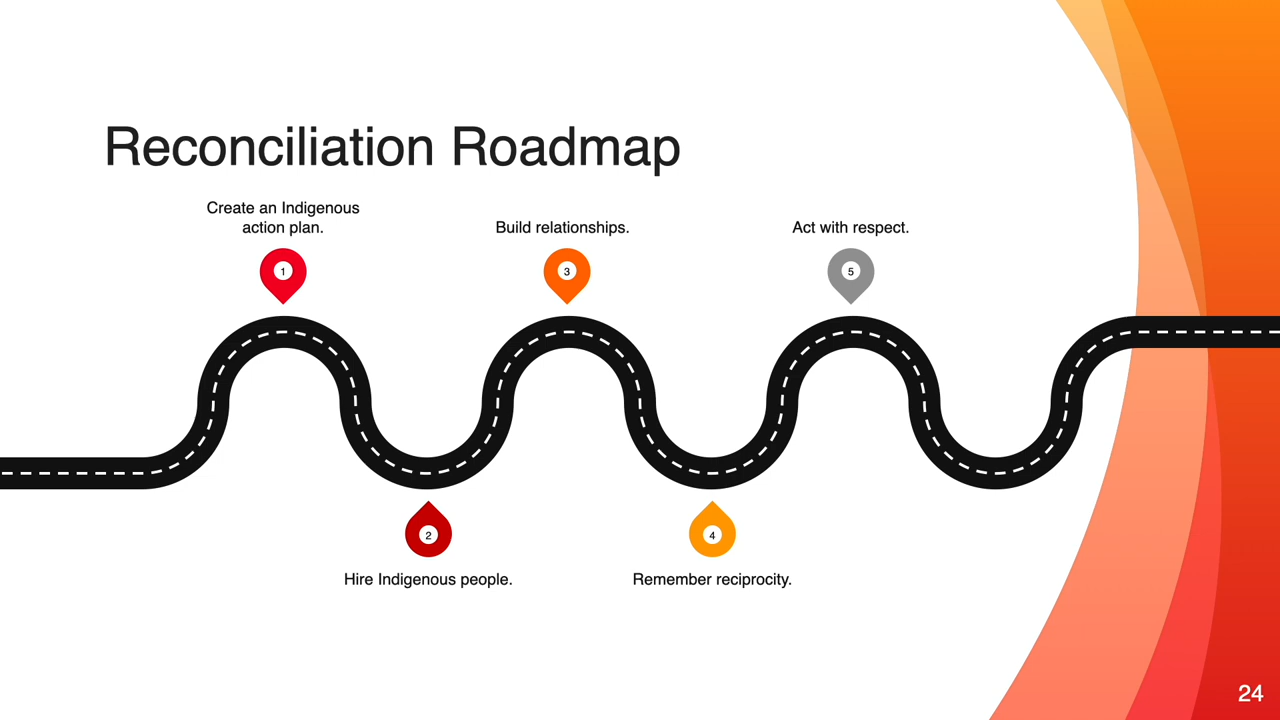 Reconciliation Roadmap
Create an Indigenous
action plan.
Build relationships.
Act with respect.
1
3
5
2
4
Hire Indigenous people.
Remember reciprocity.
24